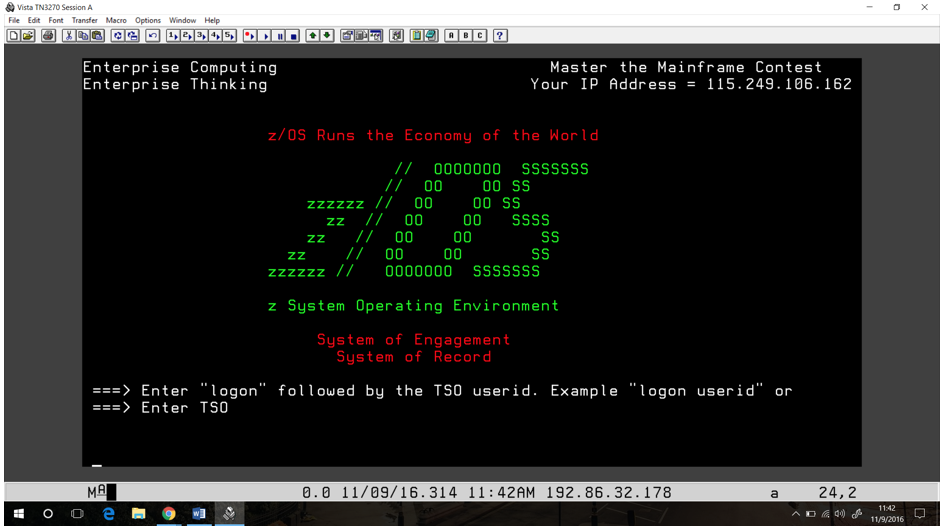 Vista TN3270 Session A
File Edit Font Transfer Macro Options Window Help
1 2 3 4 5 A B C ?
Enterprise Computing Master the Mainframe Contest
Enterprise Thinking Your IP Address = 115.249.106.162
z/OS Runs the Economy of the World
// OOOOOOO SSSSSSS
// OO OO SS
zzzzzz // OO OO SS
zz // OO OO SSSS
zz // OO OO SS
zz // OO OO SS
zzzzzz // OOOOOOO SSSSSSS
z System Operating Environment
System of Engagement
System of Record
===> Enter "logon" followed by the TSO userid. Example "logon userid" or
===> Enter TSO
MA 0.0 11/09/16.314 11:42AM 192.86.32.178 a 24,2
11:42
11/9/2016